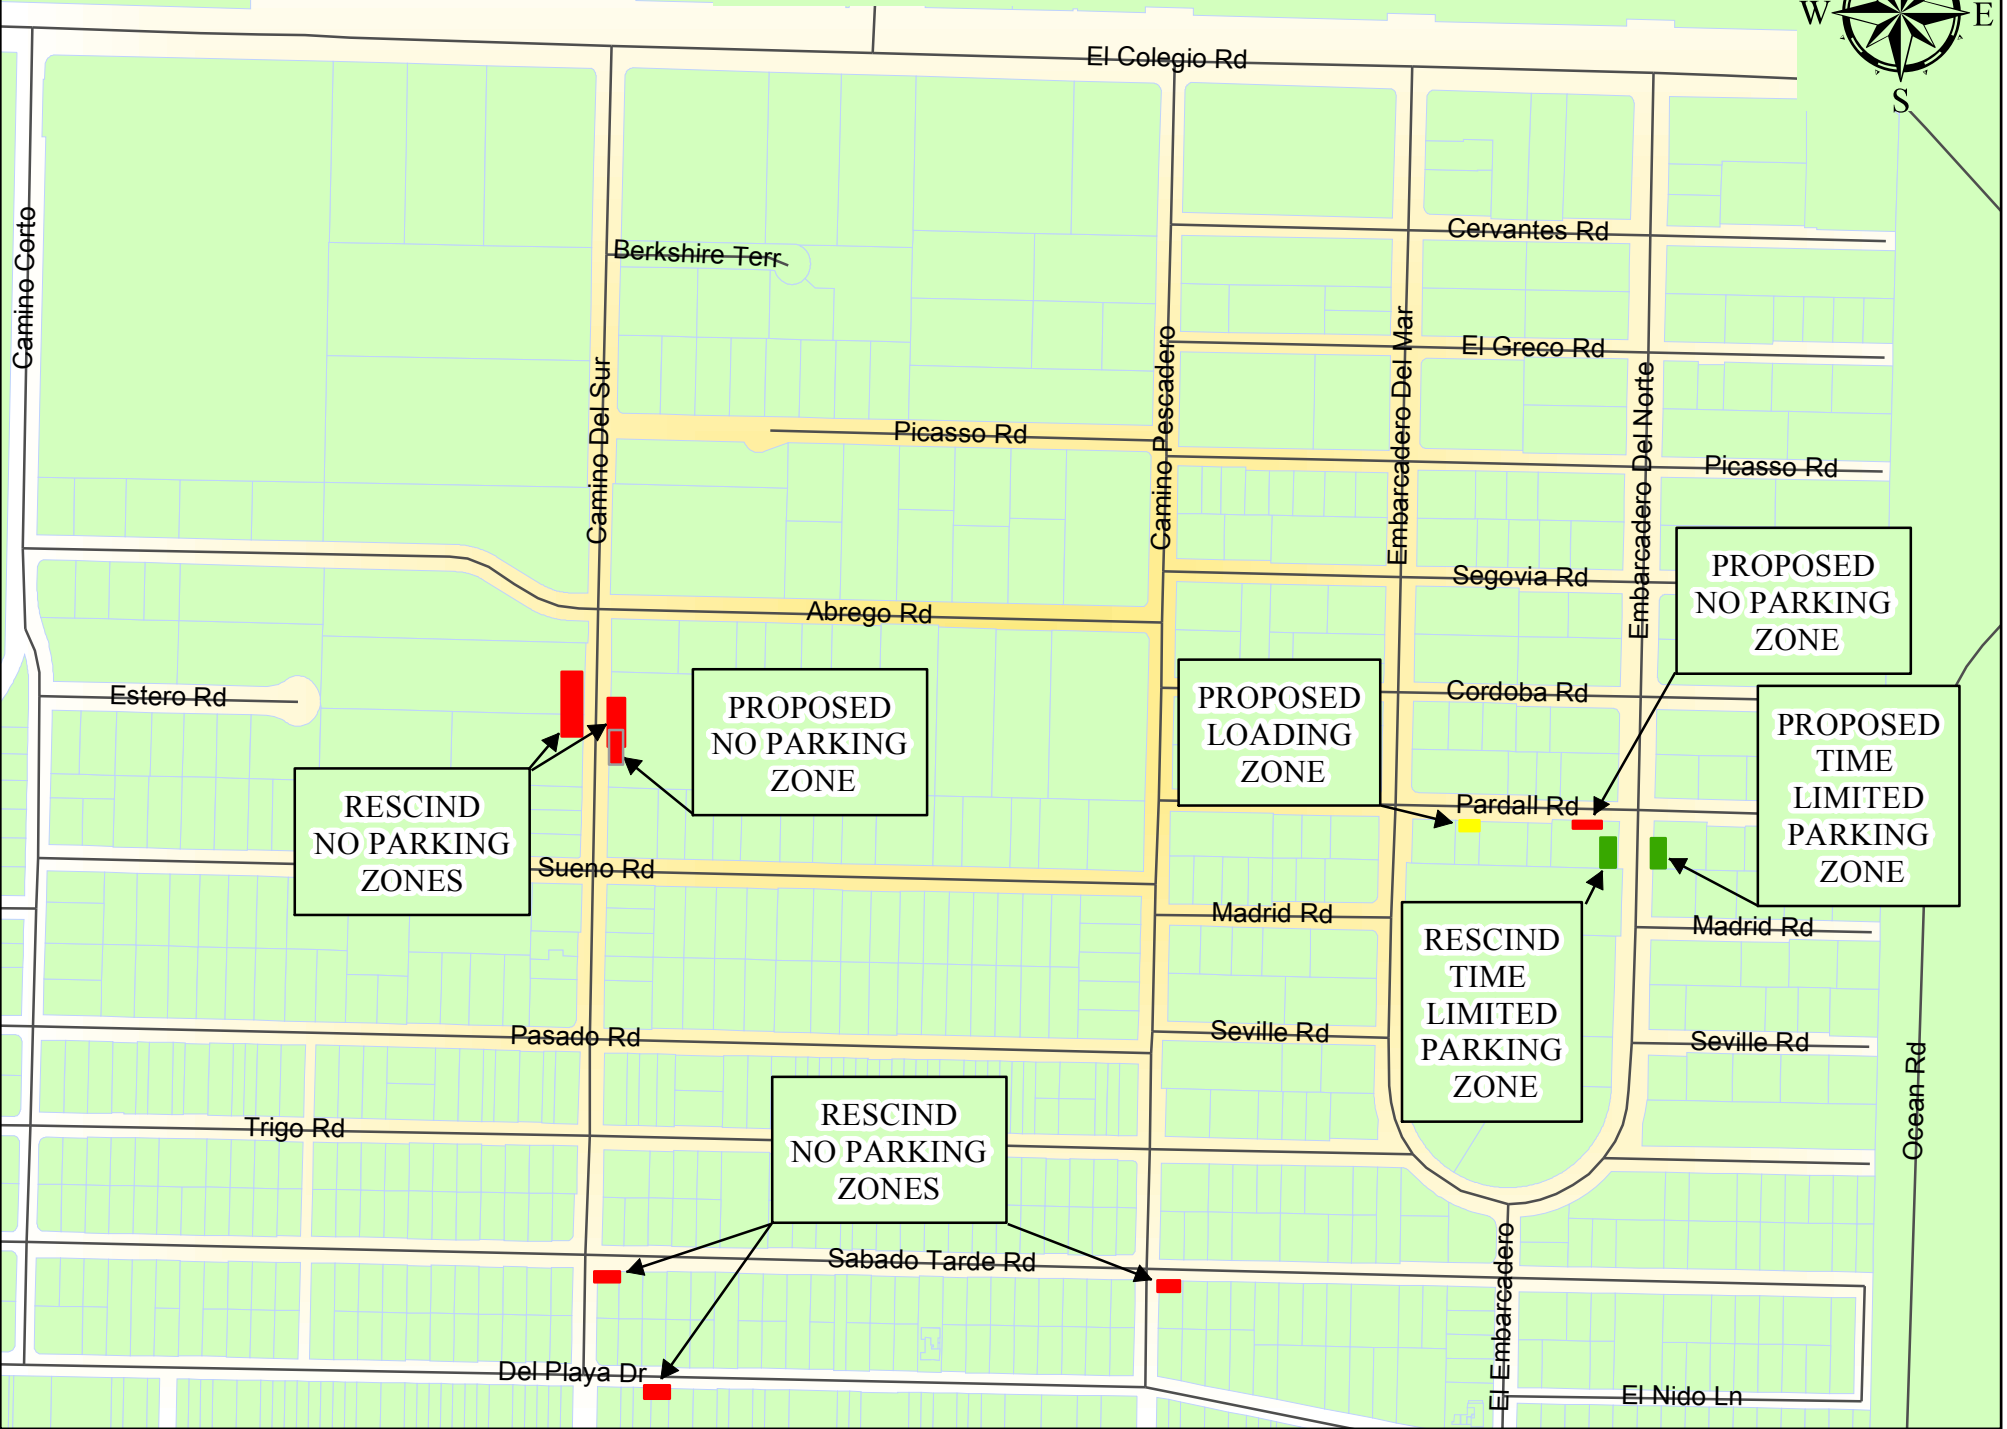 W
E
S
El Colegio Rd
Camino Corto
Cervantes Rd
Berkshire Terr
El Greco Rd
Camino Del Sur
Camino Pescadero
Embarcadero Del Mar
Embarcadero Del Norte
Picasso Rd
Picasso Rd
Segovia Rd
PROPOSED
NO PARKING
ZONE
Abrego Rd
Estero Rd
Cordoba Rd
PROPOSED
NO PARKING
ZONE
PROPOSED
LOADING
ZONE
PROPOSED
TIME
LIMITED
PARKING
ZONE
RESCIND
NO PARKING
ZONES
Pardall Rd
Sueno Rd
Madrid Rd
Madrid Rd
RESCIND
TIME
LIMITED
PARKING
ZONE
Pasado Rd
Seville Rd
Seville Rd
Ocean Rd
RESCIND
NO PARKING
ZONES
Trigo Rd
Sabado Tarde Rd
El Embarcadero
Del Playa Dr
El Nido Ln